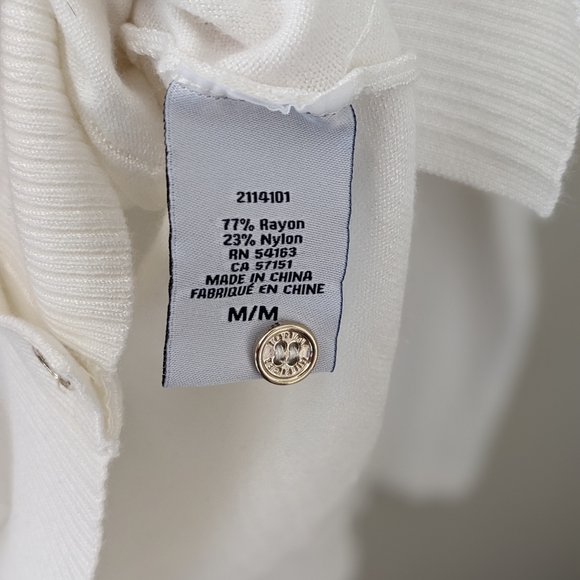 2114101
77% Rayon
23% Nylon
RN 54163
CA 57151
MADE IN CHINA
FABRIQUÉ EN CHINE
M/M